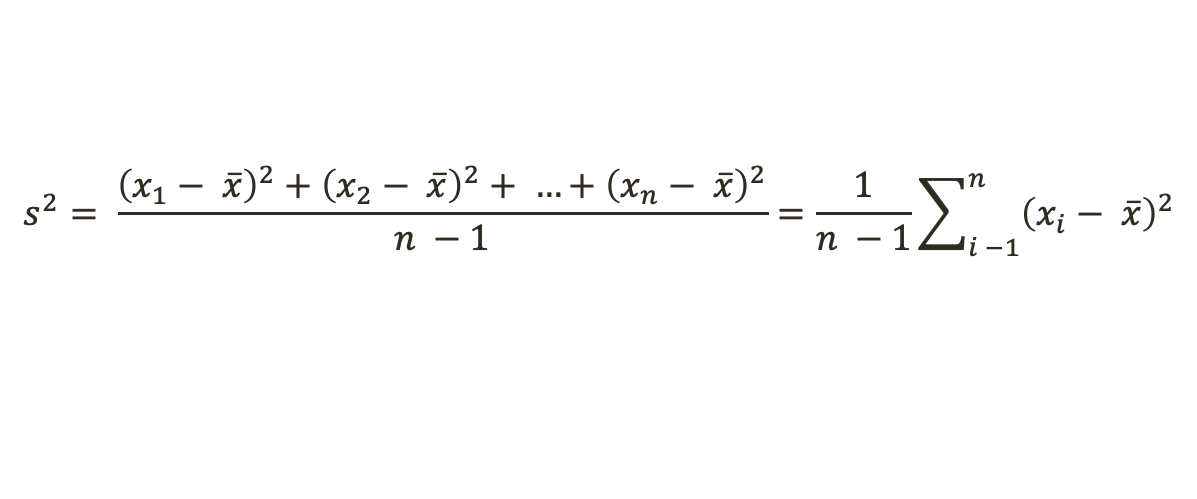 s² = (x₁ − x̄)² + (x₂ − x̄)² + ... + (xₙ − x̄)² / n − 1 = 1 / n − 1 ∑ⁿᵢ ₋₁ (xᵢ − x̄)²